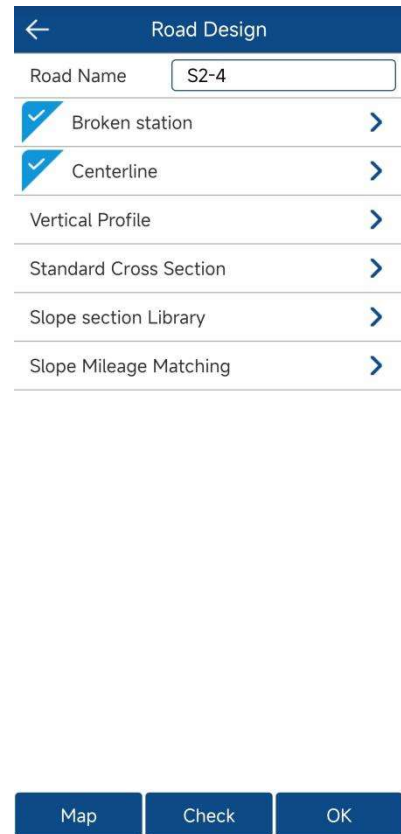 Road Design
Road Name S2-4
Broken station
Centerline
Vertical Profile
Standard Cross Section
Slope section Library
Slope Mileage Matching
Map Check OK